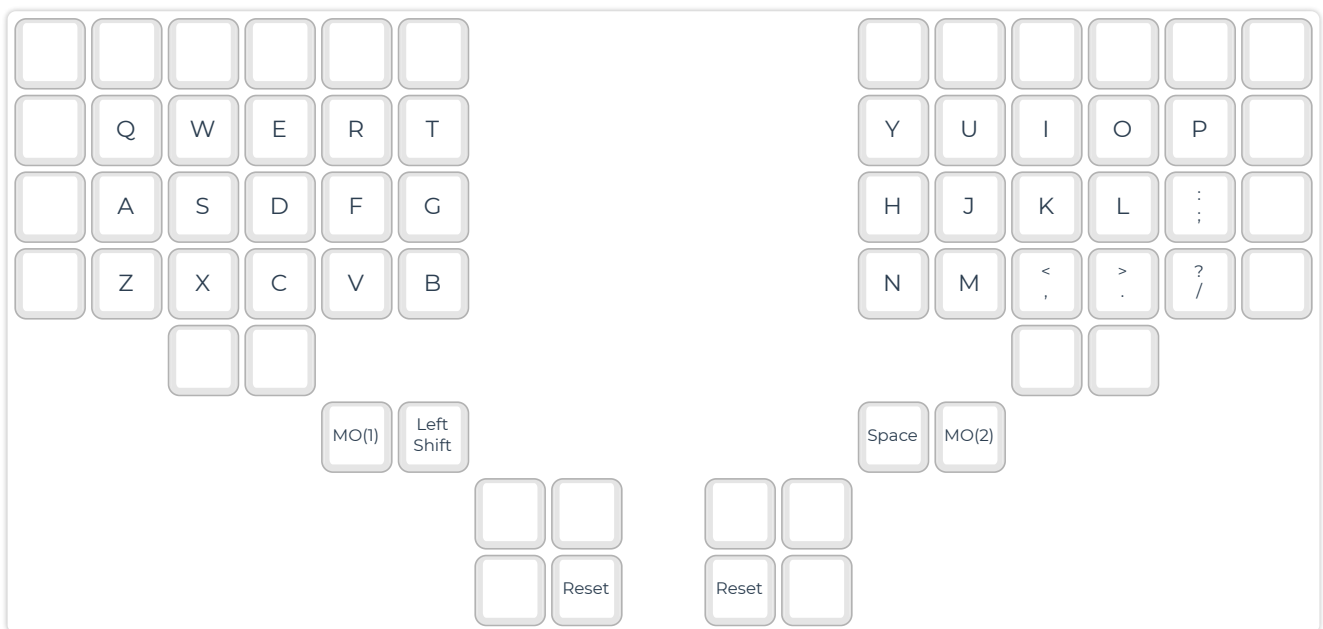 Q W E R T Y U I O P
A S D F G H J K L :
;
Z X C V B N M < > ?
, . /
MO(1) Left Shift Space MO(2)
Reset Reset